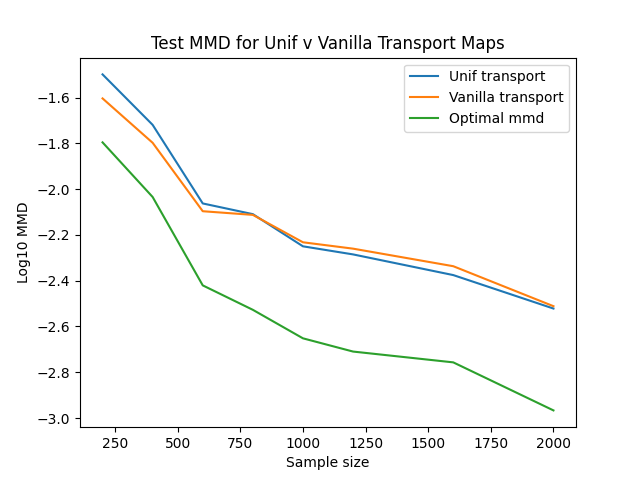 Test MMD for Unif v Vanilla Transport Maps
Unif transport
Vanilla transport
Optimal mmd
Log10 MMD
−1.6
−1.8
−2.0
−2.2
−2.4
−2.6
−2.8
−3.0
250 500 750 1000 1250 1500 1750 2000
Sample size